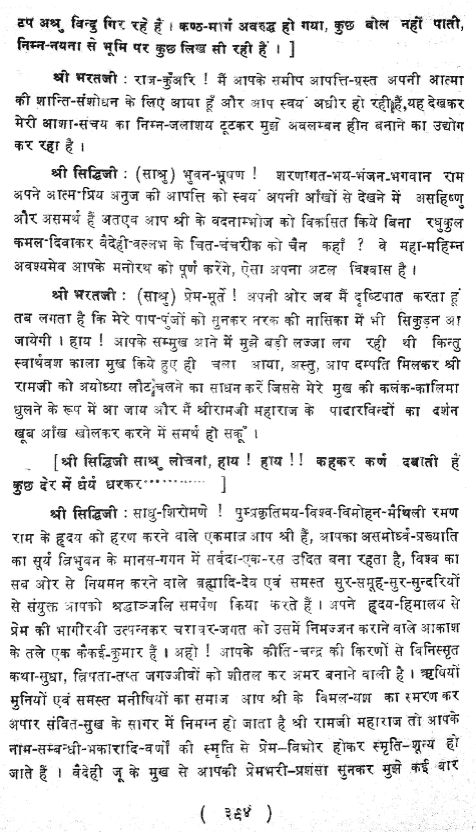 टप अश्रु विन्दु गिर रहे हैं । कण्ठ-मार्ग अवरुद्ध हो गया, कुछ बोल नहीं पाती,
निम्न-नयना से भूमि पर कुछ लिख सी रही हैं । ]
श्री भरतजी : राज-कुँअरि ! मैं आपके समीप आपत्ति-ग्रस्त अपनी आत्मा
की शान्ति-संशोधन के लिए आया हूँ और आप स्वयं अधीर हो रही हैं, यह देखकर
मेरी आशा-संचय का निम्न-जलाशय टूटकर मुझे अवलम्बन हीन बनाने का उद्योग
कर रहा है ।
श्री सिद्धिजी : (साश्रु) भुवन-भूषण ! शरणागत-भय-भंजन-भगवान राम
अपने आत्म-प्रिय अनुज की आपत्ति को स्वयं अपनी आँखों से देखने में असहिष्णु
और असमर्थ हैं अतएव आप श्री के वदनाम्भोज को विकसित किये बिना रघुकुल
कमल-दिवाकर वैदेही-वल्लभ के चित-चंचरीक को चैन कहाँ ? वे महा-महिम्न
अवश्यमेव आपके मनोरथ को पूर्ण करेंगे, ऐसा अपना अटल विश्वास है ।
श्री भरतजी : (साश्रु) प्रेम-मूर्ते ! अपनी ओर जब मैं दृष्टिपात करता हूं
तब लगता है कि मेरे पाप-पुंजों को सुनकर नरक की नासिका में भी सिकुड़न आ
जायेगी । हाय ! आपके सम्मुख आने में मुझे बड़ी लज्जा लग रही थी किन्तु
स्वार्थवश काला मुख किये हुए ही चला आया, अस्तु, आप दम्पति मिलकर श्री
रामजी को अयोध्या लौट चलने का साधन करें जिससे मेरे मुख की कलंक-कालिमा
धुलने के रूप में आ जाय और मैं श्रीरामजी महाराज के पादारविन्दों का दर्शन
खूब आँख खोलकर करने में समर्थ हो सकूँ ।
[ श्री सिद्धिजी साश्रु लोचना, हाय ! हाय !! कहकर कर्ण दबाती हैं
कुछ देर में धैर्य धरकर············ ]
श्री सिद्धिजी : साधु-शिरोमणे ! पुम्प्रकृतिमय-विश्व-विमोहन-मैथिली रमण
राम के हृदय को हरण करने वाले एकमात्र आप श्री हैं, आपका असमोर्ध्व-प्रख्याति
का सूर्य त्रिभुवन के मानस-गगन में सर्वदा-एक-रस उदित बना रहता है, विश्व का
सब ओर से नियमन करने वाले ब्रह्मादि-देव एवं समस्त सुर-समूह-सुर-सुन्दरियों
से संयुक्त आपको श्रद्धाञ्जलि समर्पण किया करते हैं । अपने हृदय-हिमालय से
प्रेम की भागीरथी उत्पन्नकर चराचर-जगत को उसमें निमज्जन कराने वाले आकाश
के तले एक कैकई-कुमार हैं । अहो ! आपके कीर्ति-चन्द्र की किरणों से विनिस्सृत
कथा-सुधा, त्रिपता-तप्त जगज्जीवों को शीतल कर अमर बनाने वाली है । ऋषियों
मुनियों एवं समस्त मनीषियों का समाज आप श्री के विमल-यश का स्मरण कर
अपार संवित-सुख के सागर में निमग्न हो जाता है श्री रामजी महाराज तो आपके
नाम-सम्बन्धी-भकारादि-वर्णों की स्मृति से प्रेम-विभोर होकर स्मृति-शून्य हो
जाते हैं । वैदेही जू के मुख से आपकी प्रेमभरी-प्रशंसा सुनकर मुझे कई बार
( ३९४ )